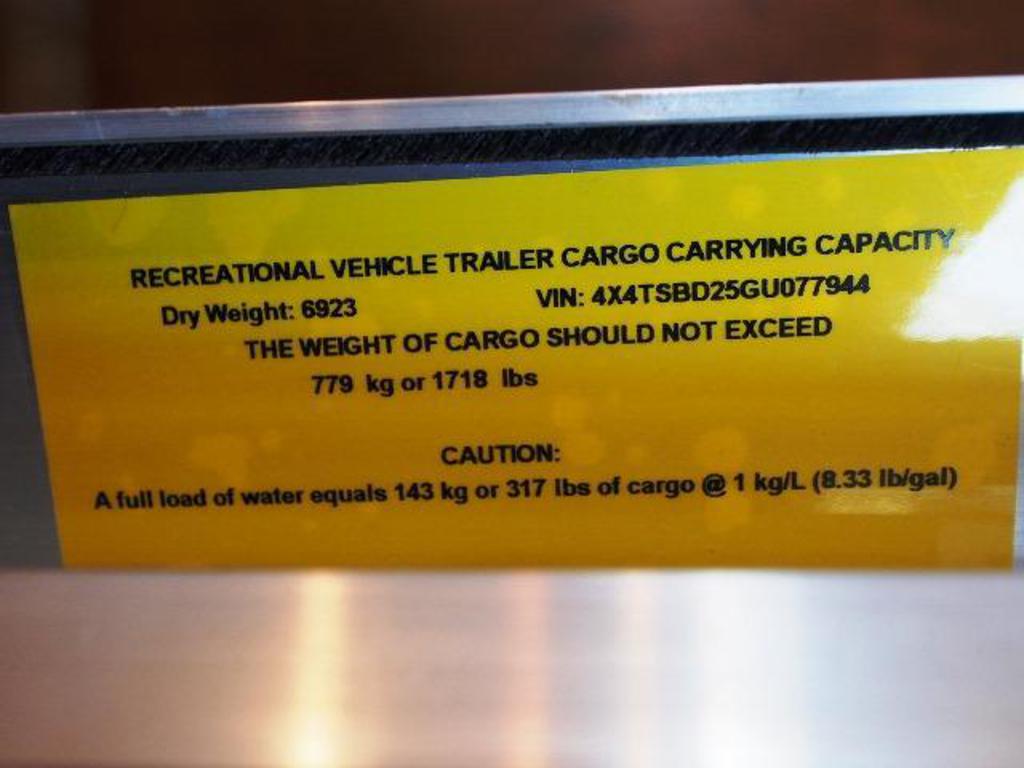 RECREATIONAL VEHICLE TRAILER CARGO CARRYING CAPACITY
Dry Weight: 6923 VIN: 4X4TSBD25GU077944
THE WEIGHT OF CARGO SHOULD NOT EXCEED
779 kg or 1718 lbs
CAUTION:
A full load of water equals 143 kg or 317 lbs of cargo @ 1 kg/L (8.33 lb/gal)